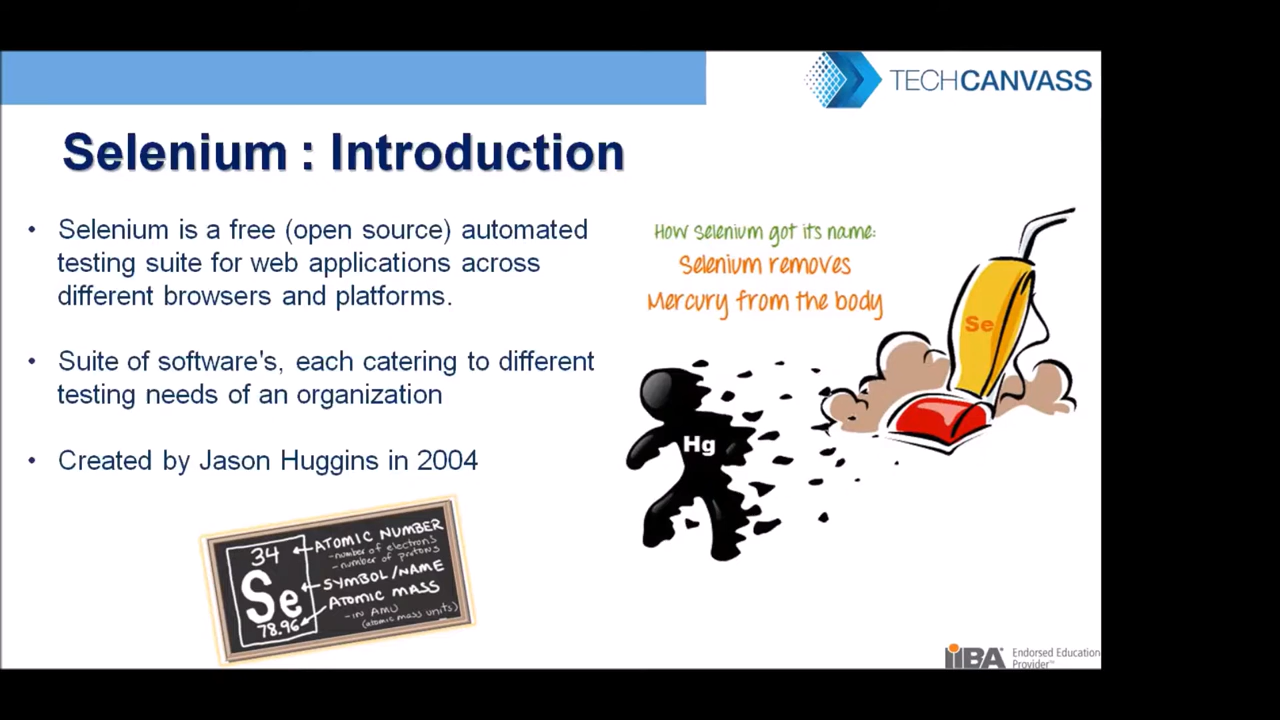 TECHCANVASS
Selenium : Introduction
• Selenium is a free (open source) automated
testing suite for web applications across
different browsers and platforms.
• Suite of software's, each catering to different
testing needs of an organization
• Created by Jason Huggins in 2004
How Selenium got its name:
Selenium removes
Mercury from the body
Se
Hg
34
Se
78.96
ATOMIC NUMBER
-number of electrons
-number of protons
SYMBOL/NAME
ATOMIC MASS
-IN AMU
(atomic mass units)
IIBA
Endorsed Education
Provider™